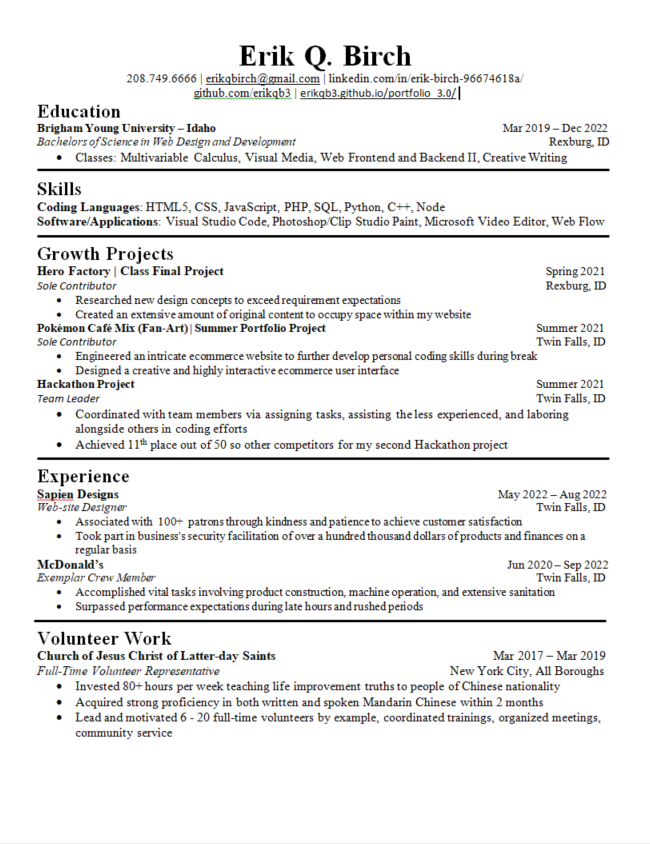 Erik Q. Birch
208.749.6666 | erikqbirch@gmail.com | linkedin.com/in/erik-birch-96674618a/
github.com/erikqb3 | erikqb3.github.io/portfolio_3.0/
Education
Brigham Young University – Idaho Mar 2019 – Dec 2022
Bachelors of Science in Web Design and Development Rexburg, ID
• Classes: Multivariable Calculus, Visual Media, Web Frontend and Backend II, Creative Writing
Skills
Coding Languages: HTML5, CSS, JavaScript, PHP, SQL, Python, C++, Node
Software/Applications: Visual Studio Code, Photoshop/Clip Studio Paint, Microsoft Video Editor, Web Flow
Growth Projects
Hero Factory | Class Final Project Spring 2021
Sole Contributor Rexburg, ID
• Researched new design concepts to exceed requirement expectations
• Created an extensive amount of original content to occupy space within my website
Pokémon Café Mix (Fan-Art) | Summer Portfolio Project Summer 2021
Sole Contributor Twin Falls, ID
• Engineered an intricate ecommerce website to further develop personal coding skills during break
• Designed a creative and highly interactive ecommerce user interface
Hackathon Project Summer 2021
Team Leader Twin Falls, ID
• Coordinated with team members via assigning tasks, assisting the less experienced, and laboring
alongside others in coding efforts
• Achieved 11th place out of 50 so other competitors for my second Hackathon project
Experience
Sapien Designs May 2022 – Aug 2022
Web-site Designer Twin Falls, ID
• Associated with 100+ patrons through kindness and patience to achieve customer satisfaction
• Took part in business's security facilitation of over a hundred thousand dollars of products and finances on a
regular basis
McDonald's Jun 2020 – Sep 2022
Exemplar Crew Member Twin Falls, ID
• Accomplished vital tasks involving product construction, machine operation, and extensive sanitation
• Surpassed performance expectations during late hours and rushed periods
Volunteer Work
Church of Jesus Christ of Latter-day Saints Mar 2017 – Mar 2019
Full-Time Volunteer Representative New York City, All Boroughs
• Invested 80+ hours per week teaching life improvement truths to people of Chinese nationality
• Acquired strong proficiency in both written and spoken Mandarin Chinese within 2 months
• Lead and motivated 6 - 20 full-time volunteers by example, coordinated trainings, organized meetings,
community service